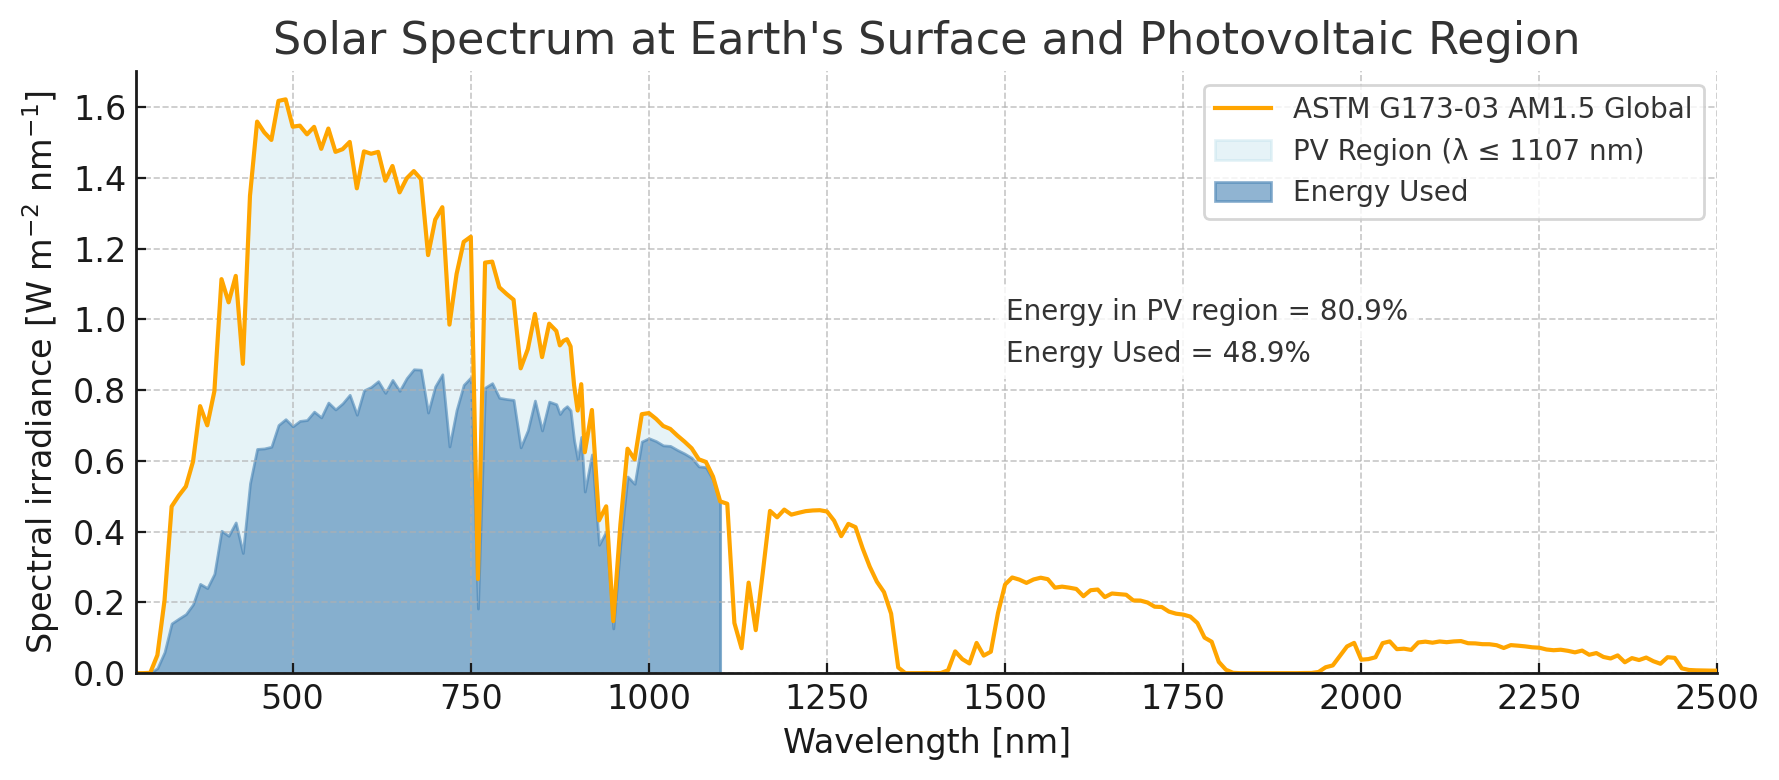 Solar Spectrum at Earth's Surface and Photovoltaic Region
Spectral irradiance [W m⁻² nm⁻¹]
1.6
1.4
1.2
1.0
0.8
0.6
0.4
0.2
0.0
ASTM G173-03 AM1.5 Global
PV Region (λ ≤ 1107 nm)
Energy Used
Energy in PV region = 80.9%
Energy Used = 48.9%
500 750 1000 1250 1500 1750 2000 2250 2500
Wavelength [nm]